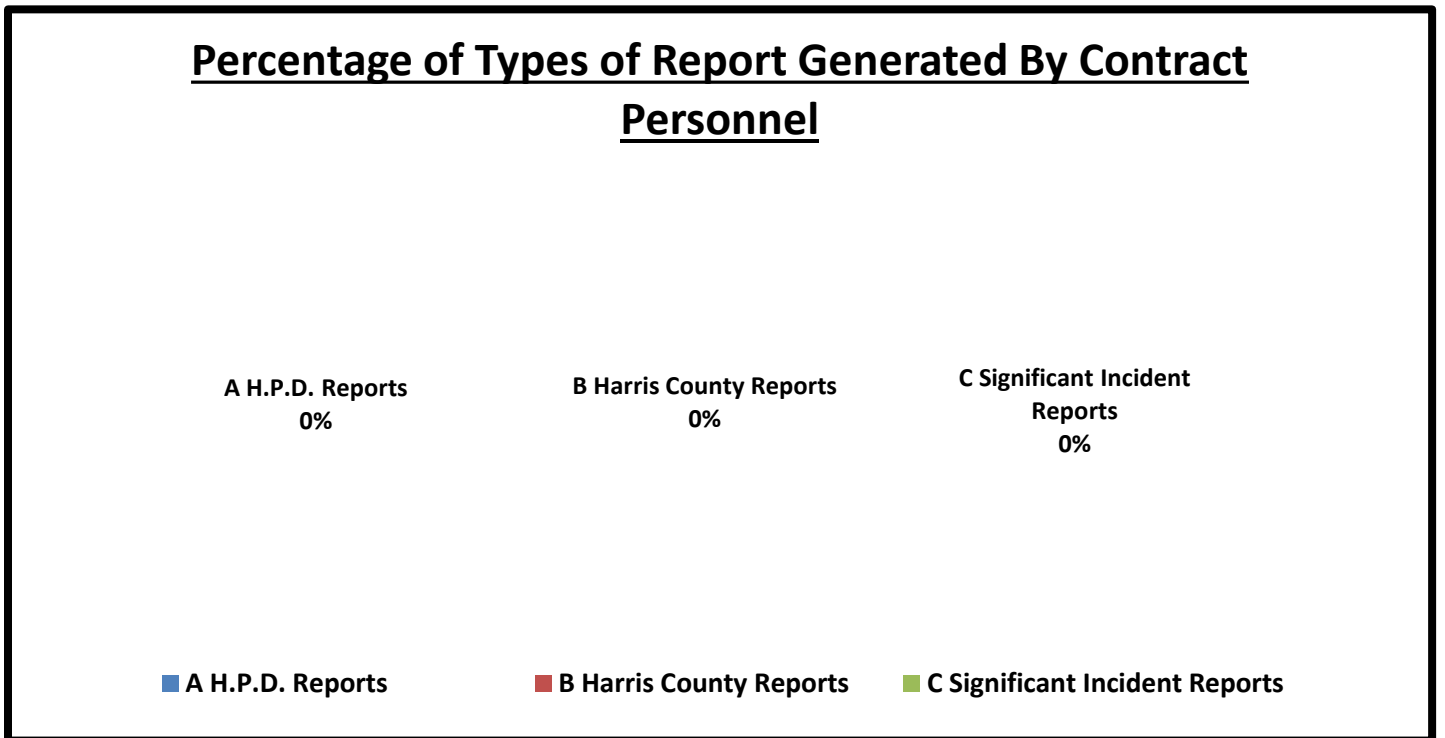 Percentage of Types of Report Generated By Contract
Personnel
A H.P.D. Reports
0%
B Harris County Reports
0%
C Significant Incident
Reports
0%
A H.P.D. Reports
B Harris County Reports
C Significant Incident Reports